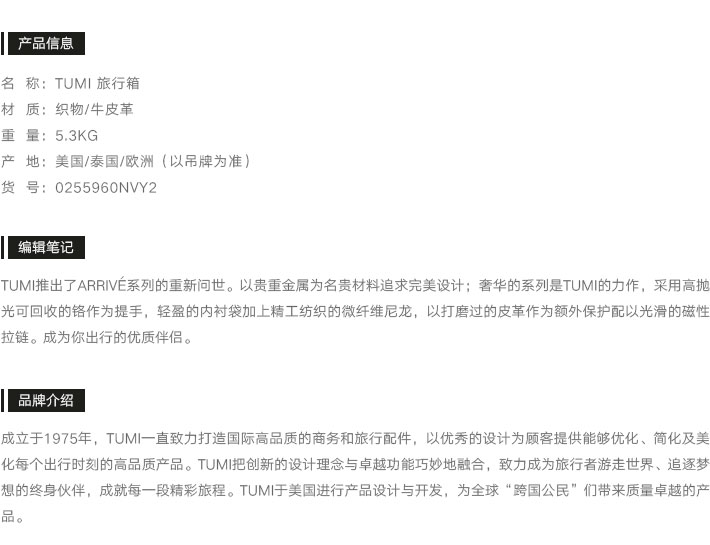 产品信息
名 称：TUMI 旅行箱
材 质：织物/牛皮革
重 量：5.3KG
产 地：美国/泰国/欧洲（以吊牌为准）
货 号：0255960NVY2
编辑笔记
TUMI推出了ARRIVÉ系列的重新问世。以贵重金属为名贵材料追求完美设计；奢华的系列是TUMI的力作，采用高抛
光可回收的铬作为提手，轻盈的内衬袋加上精工纺织的微纤维尼龙，以打磨过的皮革作为额外保护配以光滑的磁性
拉链。成为你出行的优质伴侣。
品牌介绍
成立于1975年，TUMI一直致力打造国际高品质的商务和旅行配件，以优秀的设计为顾客提供能够优化、简化及美
化每个出行时刻的高品质产品。TUMI把创新的设计理念与卓越功能巧妙地融合，致力成为旅行者游走世界、追逐梦
想的终身伙伴，成就每一段精彩旅程。TUMI于美国进行产品设计与开发，为全球“跨国公民”们带来质量卓越的产
品。